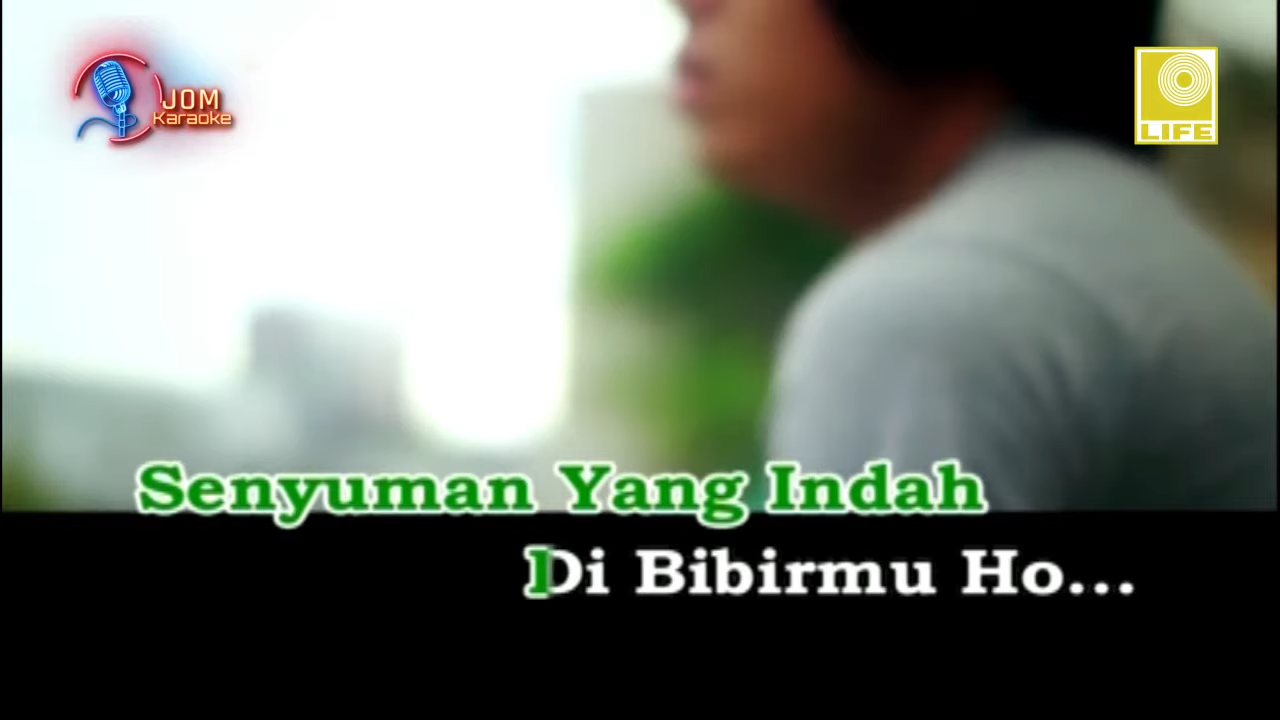 JOM
Karaoke
LIFE
Senyuman Yang Indah
Di Bibirmu Ho...